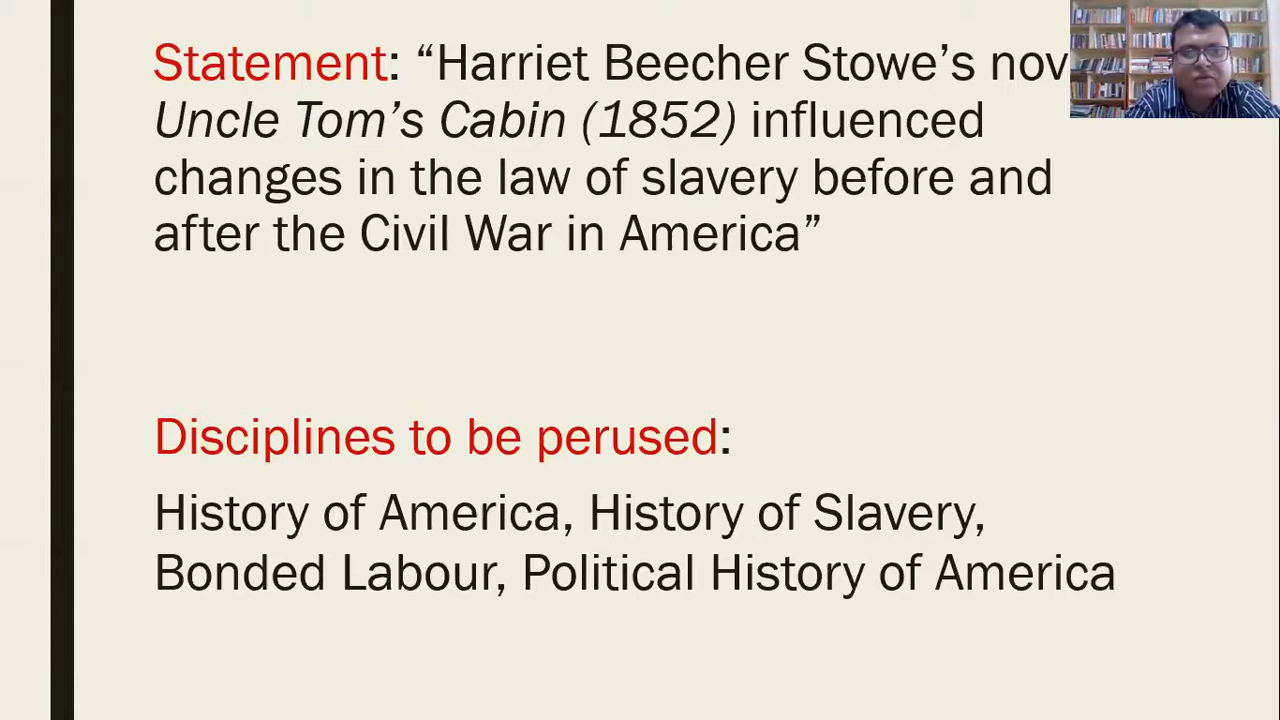 Statement: “Harriet Beecher Stowe’s
Uncle Tom’s Cabin (1852) influenced
changes in the law of slavery before and
after the Civil War in America”
Disciplines to be perused:
History of America, History of Slavery,
Bonded Labour, Political History of America